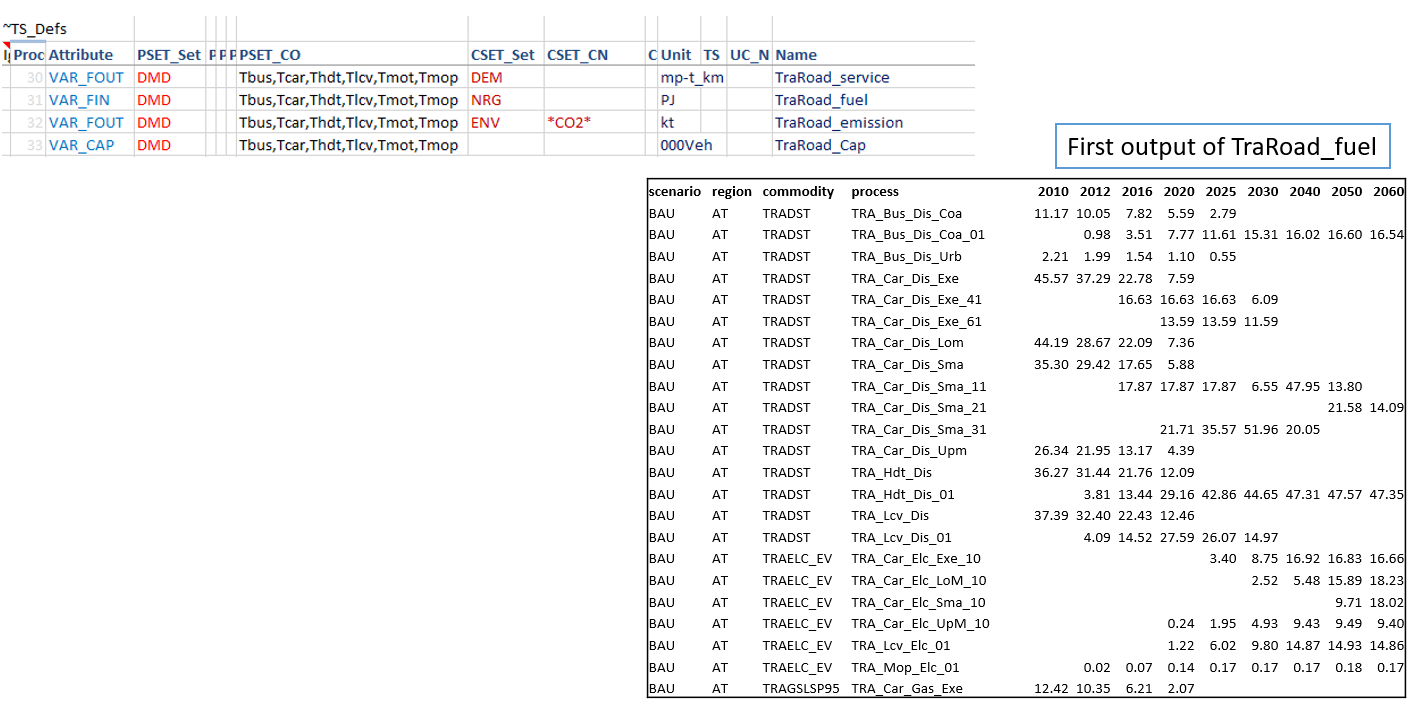 ~TS_Defs
Proc Attribute PSET_Set P P P PSET_CO CSET_Set CSET_CN C Unit TS UC_N Name
30 VAR_FOUT DMD Tbus,Tcar,Thdt,Tlcv,Tmot,Tmop DEM mp-t_km TraRoad_service
31 VAR_FIN DMD Tbus,Tcar,Thdt,Tlcv,Tmot,Tmop NRG PJ TraRoad_fuel
32 VAR_FOUT DMD Tbus,Tcar,Thdt,Tlcv,Tmot,Tmop ENV *CO2* kt TraRoad_emission
33 VAR_CAP DMD Tbus,Tcar,Thdt,Tlcv,Tmot,Tmop 000Veh TraRoad_Cap
First output of TraRoad_fuel
scenario region commodity process 2010 2012 2016 2020 2025 2030 2040 2050 2060
BAU AT TRADST TRA_Bus_Dis_Coa 11.17 10.05 7.82 5.59 2.79
BAU AT TRADST TRA_Bus_Dis_Coa_01 0.98 3.51 7.77 11.61 15.31 16.02 16.60 16.54
BAU AT TRADST TRA_Bus_Dis_Urb 2.21 1.99 1.54 1.10 0.55
BAU AT TRADST TRA_Car_Dis_Exe 45.57 37.29 22.78 7.59
BAU AT TRADST TRA_Car_Dis_Exe_41 16.63 16.63 16.63 6.09
BAU AT TRADST TRA_Car_Dis_Exe_61 13.59 13.59 11.59
BAU AT TRADST TRA_Car_Dis_Lom 44.19 28.67 22.09 7.36
BAU AT TRADST TRA_Car_Dis_Sma 35.30 29.42 17.65 5.88
BAU AT TRADST TRA_Car_Dis_Sma_11 17.87 17.87 17.87 6.55 47.95 13.80
BAU AT TRADST TRA_Car_Dis_Sma_21 21.58 14.09
BAU AT TRADST TRA_Car_Dis_Sma_31 21.71 35.57 51.96 20.05
BAU AT TRADST TRA_Car_Dis_Upm 26.34 21.95 13.17 4.39
BAU AT TRADST TRA_Hdt_Dis 36.27 31.44 21.76 12.09
BAU AT TRADST TRA_Hdt_Dis_01 3.81 13.44 29.16 42.86 44.65 47.31 47.57 47.35
BAU AT TRADST TRA_Lcv_Dis 37.39 32.40 22.43 12.46
BAU AT TRADST TRA_Lcv_Dis_01 4.09 14.52 27.59 26.07 14.97
BAU AT TRAELC_EV TRA_Car_Elc_Exe_10 3.40 8.75 16.92 16.83 16.66
BAU AT TRAELC_EV TRA_Car_Elc_LoM_10 2.52 5.48 15.89 18.23
BAU AT TRAELC_EV TRA_Car_Elc_Sma_10 9.71 18.02
BAU AT TRAELC_EV TRA_Car_Elc_UpM_10 0.24 1.95 4.93 9.43 9.49 9.40
BAU AT TRAELC_EV TRA_Lcv_Elc_01 1.22 6.02 9.80 14.87 14.93 14.86
BAU AT TRAELC_EV TRA_Mop_Elc_01 0.02 0.07 0.14 0.17 0.17 0.17 0.18 0.17
BAU AT TRAGSLSP95 TRA_Car_Gas_Exe 12.42 10.35 6.21 2.07